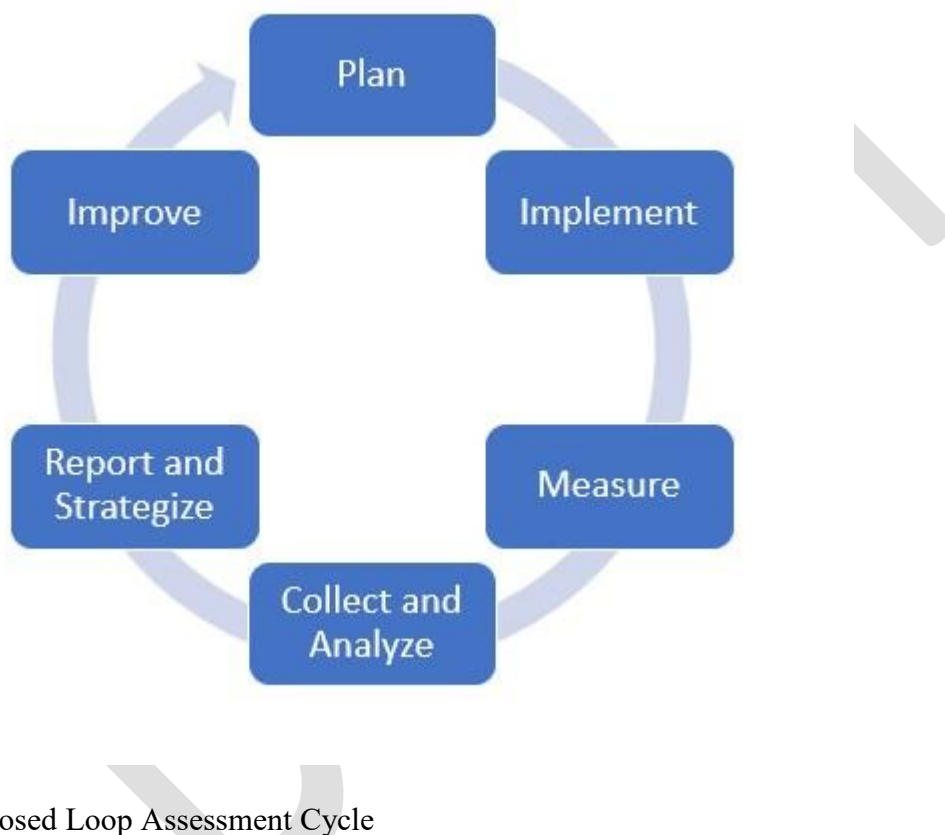 Plan
Improve
Implement
Report and
Strategize
Measure
Collect and
Analyze
osed Loop Assessment Cycle